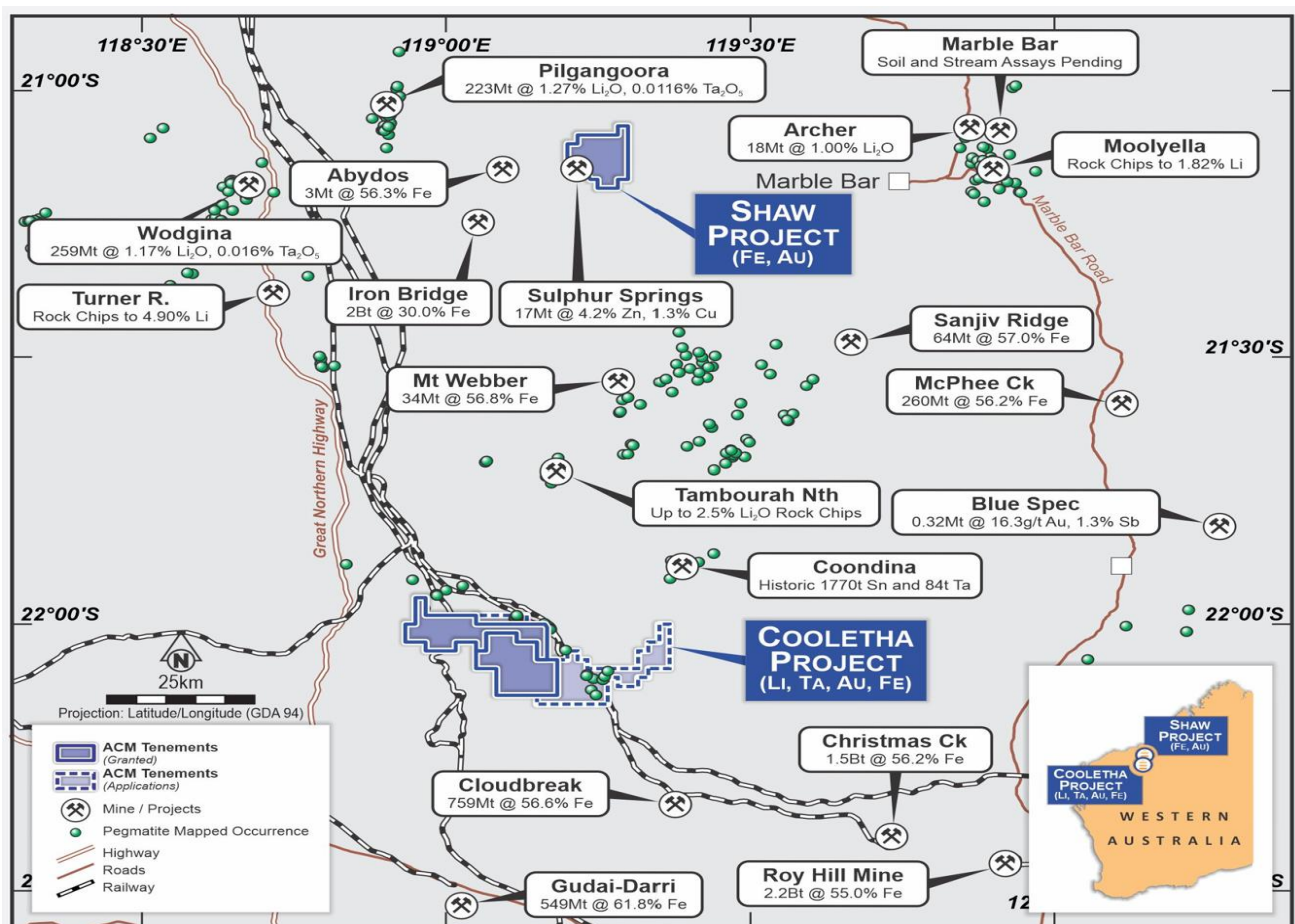 118°30'E
119°00'E
119°30'E
21°00'S
21°30'S
22°00'S
22°00'S
Marble Bar
Soil and Stream Assays Pending
Pilgangoora
223Mt @ 1.27% Li₂O, 0.0116% Ta₂O₅
Archer
18Mt @ 1.00% Li₂O
Moolyella
Rock Chips to 1.82% Li
Abydos
3Mt @ 56.3% Fe
Marble Bar
SHAW
PROJECT
(FE, AU)
Marble Bar Road
Wodgina
259Mt @ 1.17% Li₂O, 0.016% Ta₂O₅
Turner R.
Rock Chips to 4.90% Li
Iron Bridge
2Bt @ 30.0% Fe
Sulphur Springs
17Mt @ 4.2% Zn, 1.3% Cu
Sanjiv Ridge
64Mt @ 57.0% Fe
Mt Webber
34Mt @ 56.8% Fe
McPhee Ck
260Mt @ 56.2% Fe
Great Northern Highway
Tambourah Nth
Up to 2.5% Li₂O Rock Chips
Blue Spec
0.32Mt @ 16.3g/t Au, 1.3% Sb
Coondina
Historic 1770t Sn and 84t Ta
COOLETHA
PROJECT
(LI, TA, AU, FE)
N
25km
Projection: Latitude/Longitude (GDA 94)
ACM Tenements
(Granted)
ACM Tenements
(Applications)
Mine / Projects
Pegmatite Mapped Occurrence
Highway
Roads
Railway
Christmas Ck
1.5Bt @ 56.2% Fe
Cloudbreak
759Mt @ 56.6% Fe
Roy Hill Mine
2.2Bt @ 55.0% Fe
Gudai-Darri
549Mt @ 61.8% Fe
SHAW
PROJECT
(FE, AU)
COOLETHA
PROJECT
(LI, TA, AU, FE)
WESTERN
AUSTRALIA